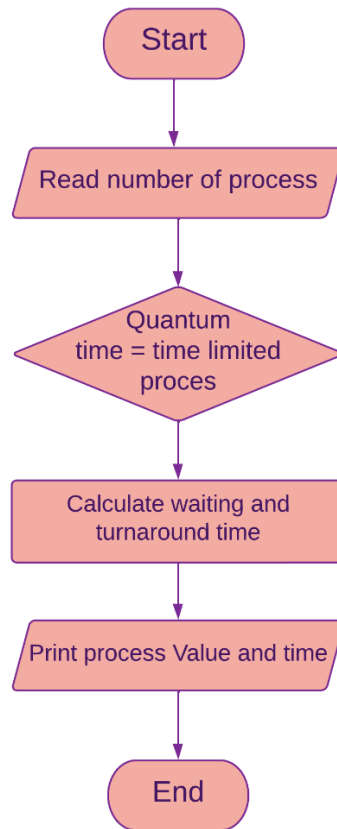 Start
Read number of process
Quantum
time = time limited
proces
Calculate waiting and
turnaround time
Print process Value and time
End